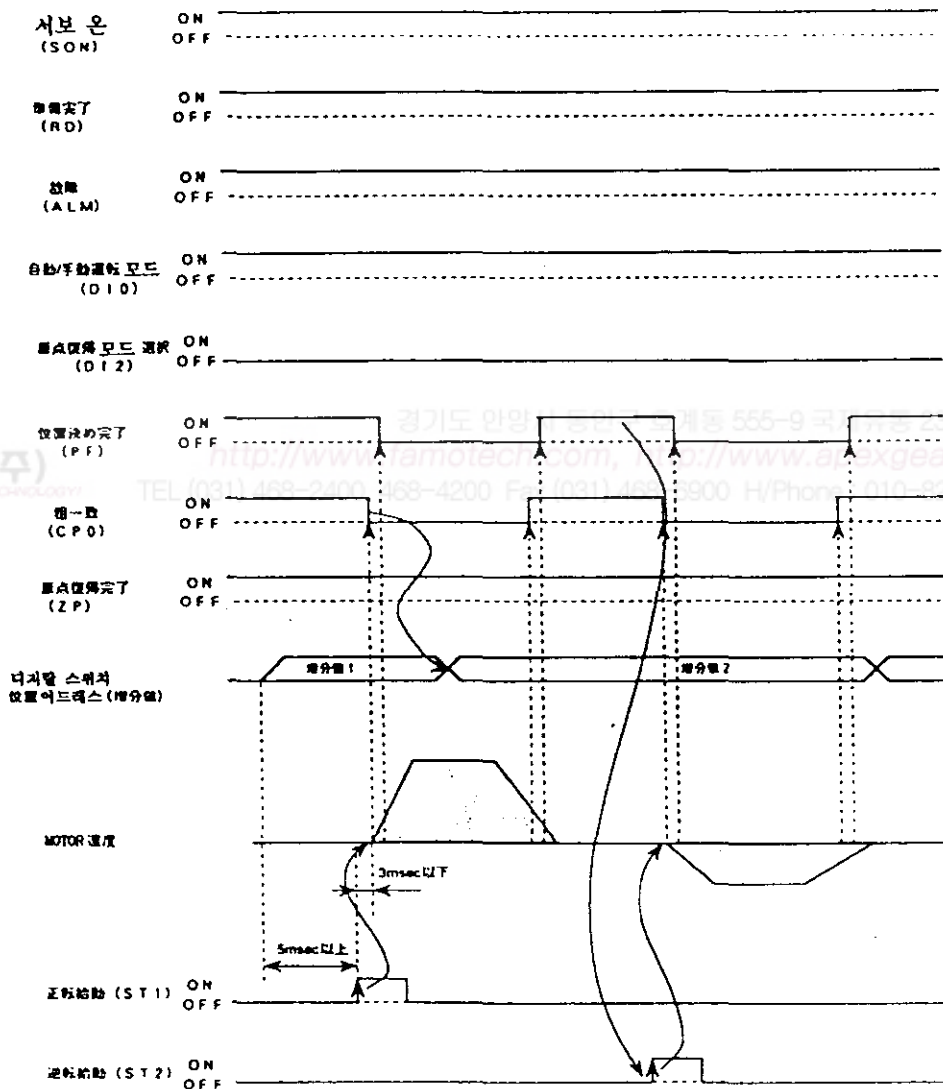 서보 온 ON
(SON) OFF
準備完了 ON
(RD) OFF
故障 ON
(ALM) OFF
自動/手動運転 모드 ON
(DI0) OFF
原点復帰 모드 選択 ON
(DI2) OFF
경기도 안양시 동안구 호계동 555-9 국제유통 23
位置決め完了 ON
(PF) OFF
주)
http://www.famotech.com, http://www.apexgea
TEL (031) 468-2400 468-4200 Fax (031) 468-6900 H/Phone: 010-82
粗一致 ON
(CPO) OFF
原点復帰完了 ON
(ZP) OFF
디지탈 스위치
位置어드레스 (増分値)
増分値 1
増分値 2
MOTOR 速度
3msec以下
5msec以上
正転始動 (ST1) ON
OFF
逆転始動 (ST2) ON
OFF